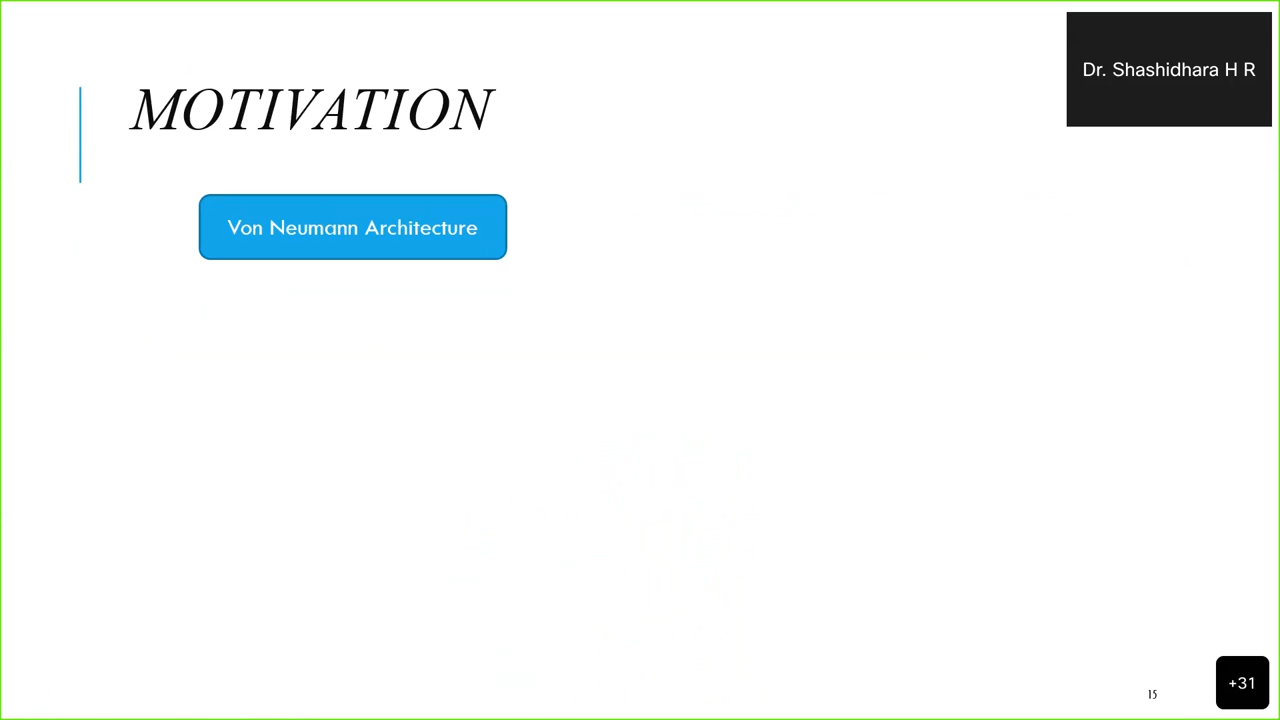 MOTIVATION
Dr. Shashidhara H R
Von Neumann Architecture
15
+31